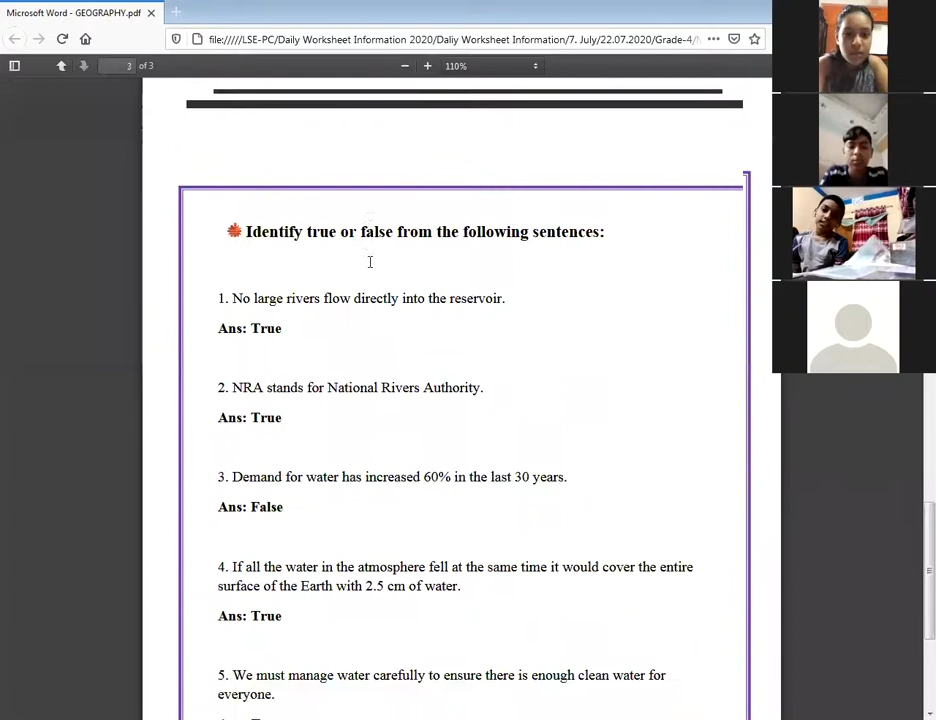 Microsoft Word - GEOGRAPHY.pdf
file://///LSE-PC/Daily Worksheet Information 2020/Daliy Worksheet Information/7. July/22.07.2020/Grade-4/
3 of 3
110%
Identify true or false from the following sentences:
1. No large rivers flow directly into the reservoir.
Ans: True
2. NRA stands for National Rivers Authority.
Ans: True
3. Demand for water has increased 60% in the last 30 years.
Ans: False
4. If all the water in the atmosphere fell at the same time it would cover the entire
surface of the Earth with 2.5 cm of water.
Ans: True
5. We must manage water carefully to ensure there is enough clean water for
everyone.